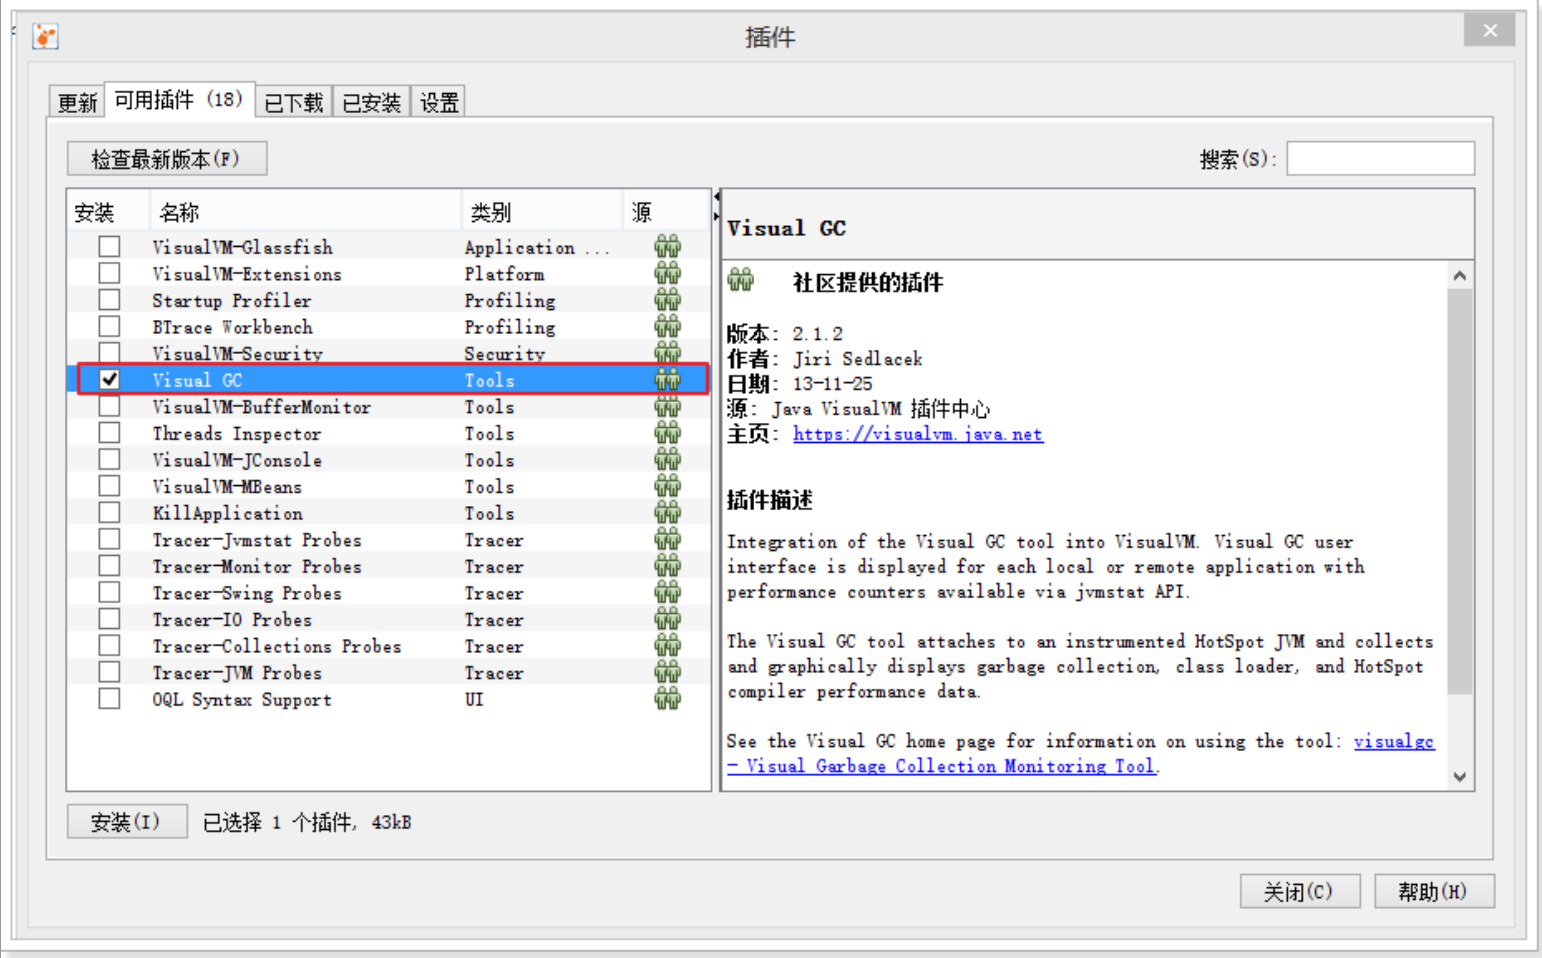 插件
更新 可用插件 (18) 已下载 已安装 设置
检查最新版本(F) 搜索(S):
安装 名称 类别 源
VisualVM-Glassfish Application ...
VisualVM-Extensions Platform
Startup Profiler Profiling
BTrace Workbench Profiling
VisualVM-Security Security
Visual GC Tools
VisualVM-BufferMonitor Tools
Threads Inspector Tools
VisualVM-JConsole Tools
VisualVM-MBeans Tools
KillApplication Tools
Tracer-Jvmstat Probes Tracer
Tracer-Monitor Probes Tracer
Tracer-Swing Probes Tracer
Tracer-IO Probes Tracer
Tracer-Collections Probes Tracer
Tracer-JVM Probes Tracer
OQL Syntax Support UI
Visual GC
社区提供的插件
版本: 2.1.2
作者: Jiri Sedlacek
日期: 13-11-25
源: Java VisualVM 插件中心
主页: https://visualvm.java.net
插件描述
Integration of the Visual GC tool into VisualVM. Visual GC user
interface is displayed for each local or remote application with
performance counters available via jvmstat API.
The Visual GC tool attaches to an instrumented HotSpot JVM and collects
and graphically displays garbage collection, class loader, and HotSpot
compiler performance data.
See the Visual GC home page for information on using the tool: visualgc
- Visual Garbage Collection Monitoring Tool.
安装(I) 已选择 1 个插件, 43kB
关闭(C) 帮助(H)